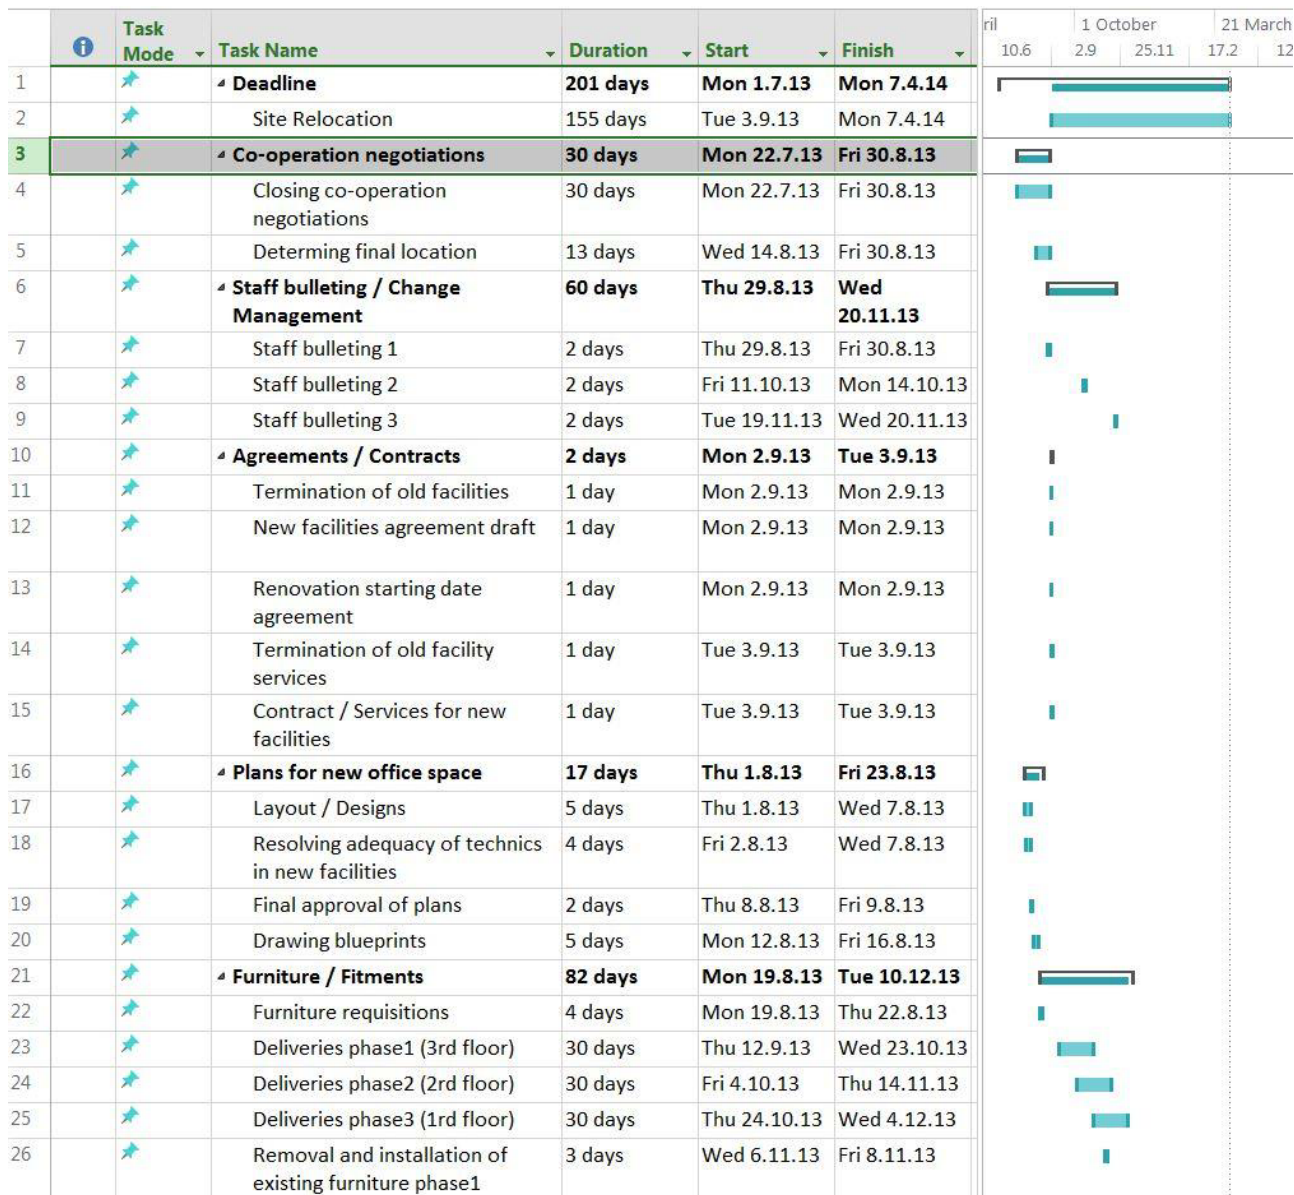 Task Mode Task Name Duration Start Finish
ril 1 October 21 March
10.6 2.9 25.11 17.2 12
1 Deadline 201 days Mon 1.7.13 Mon 7.4.14
2 Site Relocation 155 days Tue 3.9.13 Mon 7.4.14
3 Co-operation negotiations 30 days Mon 22.7.13 Fri 30.8.13
4 Closing co-operation 30 days Mon 22.7.13 Fri 30.8.13
negotiations
5 Determing final location 13 days Wed 14.8.13 Fri 30.8.13
6 Staff bulleting / Change 60 days Thu 29.8.13 Wed
Management 20.11.13
7 Staff bulleting 1 2 days Thu 29.8.13 Fri 30.8.13
8 Staff bulleting 2 2 days Fri 11.10.13 Mon 14.10.13
9 Staff bulleting 3 2 days Tue 19.11.13 Wed 20.11.13
10 Agreements / Contracts 2 days Mon 2.9.13 Tue 3.9.13
11 Termination of old facilities 1 day Mon 2.9.13 Mon 2.9.13
12 New facilities agreement draft 1 day Mon 2.9.13 Mon 2.9.13
13 Renovation starting date 1 day Mon 2.9.13 Mon 2.9.13
agreement
14 Termination of old facility 1 day Tue 3.9.13 Tue 3.9.13
services
15 Contract / Services for new 1 day Tue 3.9.13 Tue 3.9.13
facilities
16 Plans for new office space 17 days Thu 1.8.13 Fri 23.8.13
17 Layout / Designs 5 days Thu 1.8.13 Wed 7.8.13
18 Resolving adequacy of technics 4 days Fri 2.8.13 Wed 7.8.13
in new facilities
19 Final approval of plans 2 days Thu 8.8.13 Fri 9.8.13
20 Drawing blueprints 5 days Mon 12.8.13 Fri 16.8.13
21 Furniture / Fitments 82 days Mon 19.8.13 Tue 10.12.13
22 Furniture requisitions 4 days Mon 19.8.13 Thu 22.8.13
23 Deliveries phase1 (3rd floor) 30 days Thu 12.9.13 Wed 23.10.13
24 Deliveries phase2 (2rd floor) 30 days Fri 4.10.13 Thu 14.11.13
25 Deliveries phase3 (1rd floor) 30 days Thu 24.10.13 Wed 4.12.13
26 Removal and installation of 3 days Wed 6.11.13 Fri 8.11.13
existing furniture phase1